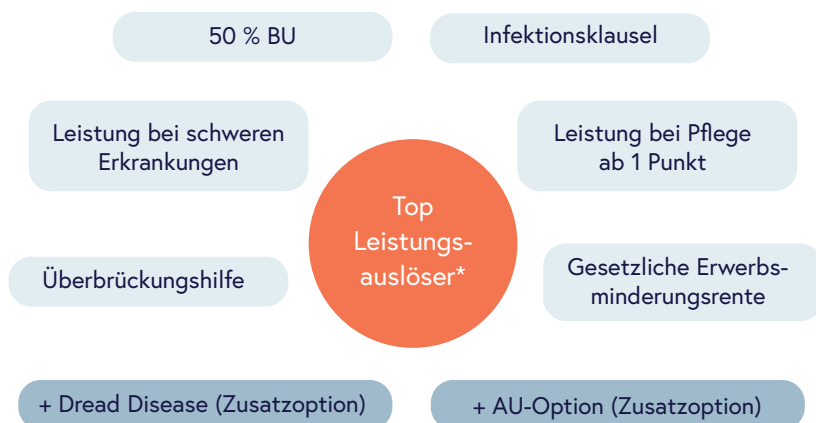 50 % BU
Infektionsklausel
Leistung bei schweren
Erkrankungen
Leistung bei Pflege
ab 1 Punkt
Top
Leistungs-
auslöser*
Überbrückungshilfe
Gesetzliche Erwerbs-
minderungsrente
+ Dread Disease (Zusatzoption)
+ AU-Option (Zusatzoption)